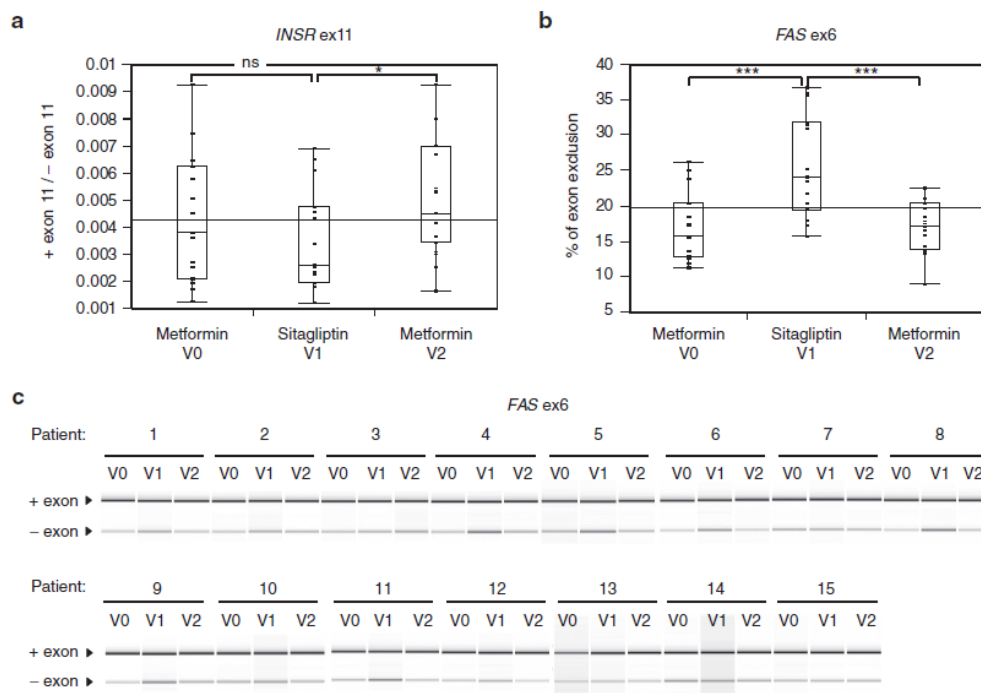 a
INSR ex11
ns
*
0.01
0.009
0.008
0.007
0.006
0.005
0.004
0.003
0.002
0.001
+ exon 11 / − exon 11
Metformin V0
Sitagliptin V1
Metformin V2
b
FAS ex6
***
***
40
35
30
25
20
15
10
5
% of exon exdlusion
Metformin V0
Sitagliptin V1
Metformin V2
c
FAS ex6
Patient: 1 2 3 4 5 6 7 8
V0 V1 V2 V0 V1 V2 V0 V1 V2 V0 V1 V2 V0 V1 V2 V0 V1 V2 V0 V1 V2 V0 V1 V2
+ exon
− exon
Patient: 9 10 11 12 13 14 15
V0 V1 V2 V0 V1 V2 V0 V1 V2 V0 V1 V2 V0 V1 V2 V0 V1 V2 V0 V1 V2
+ exon
− exon